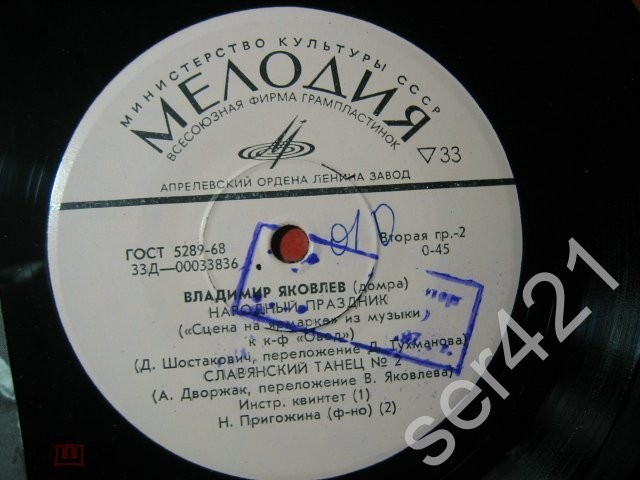 МИНИСТЕРСТВО КУЛЬТУРЫ СССР
МЕЛОДИЯ
ВСЕСОЮЗНАЯ ФИРМА ГРАМПЛАСТИНОК
▽33
АПРЕЛЕВСКИЙ ОРДЕНА ЛЕНИНА ЗАВОД
ГОСТ 5289-68
33Д—00033836
Вторая гр.-2
0-45
ВЛАДИМИР ЯКОВЛЕВ (домра)
НАРОДНЫЙ ПРАЗДНИК
(«Сцена на ярмарке» из музыки
к к-ф «Овод»)
(Д. Шостакович, переложение Д. Тухманова)
СЛАВЯНСКИЙ ТАНЕЦ № 2
(А. Дворжак, переложение В. Яковлева)
Инстр. квинтет (1)
Н. Пригожина (ф-но) (2)
ser421